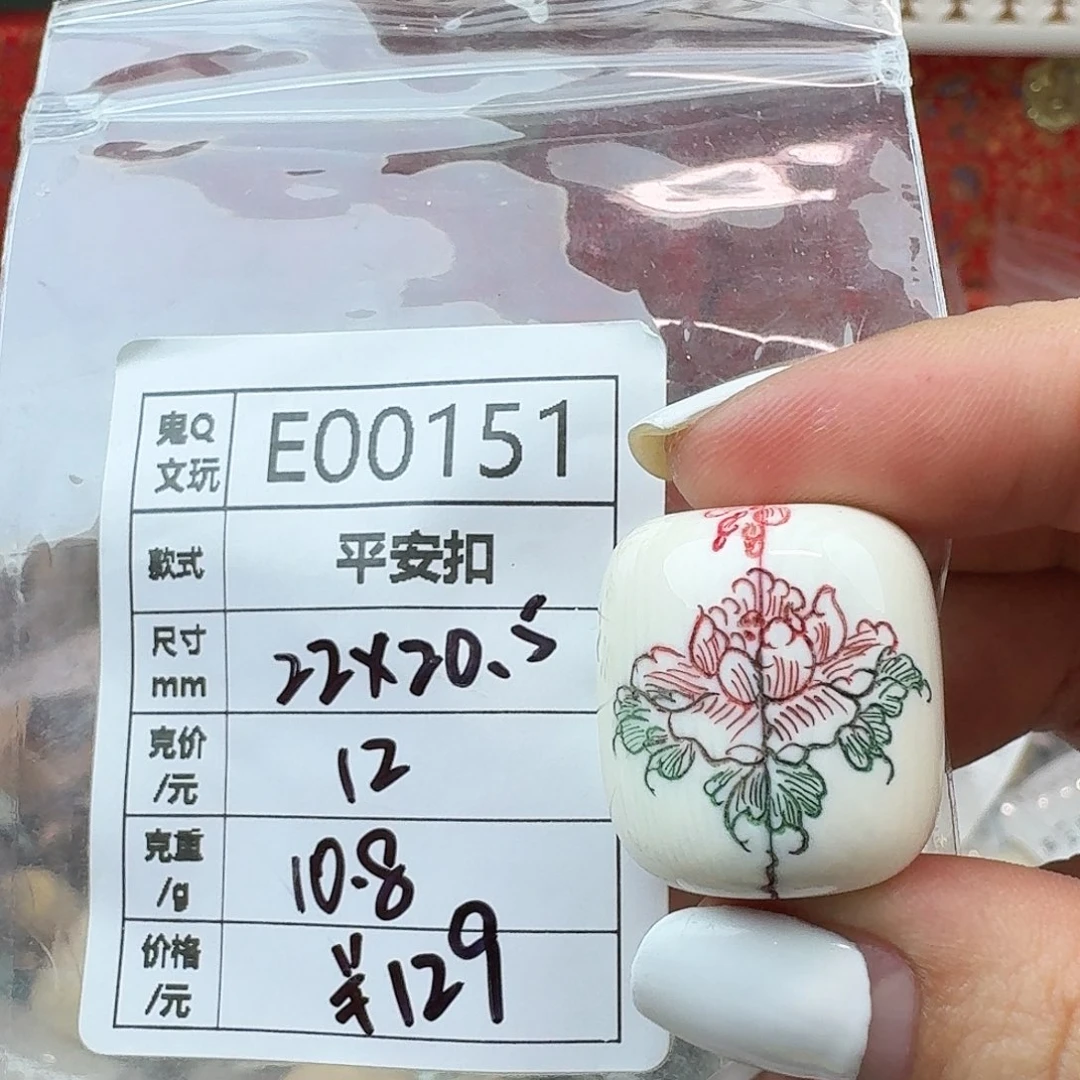 鬼Q
文玩
E00151
款式
平安扣
尺寸
mm
22X20.5
克价
/元
12
克重
/g
10.8
价格
/元
¥129